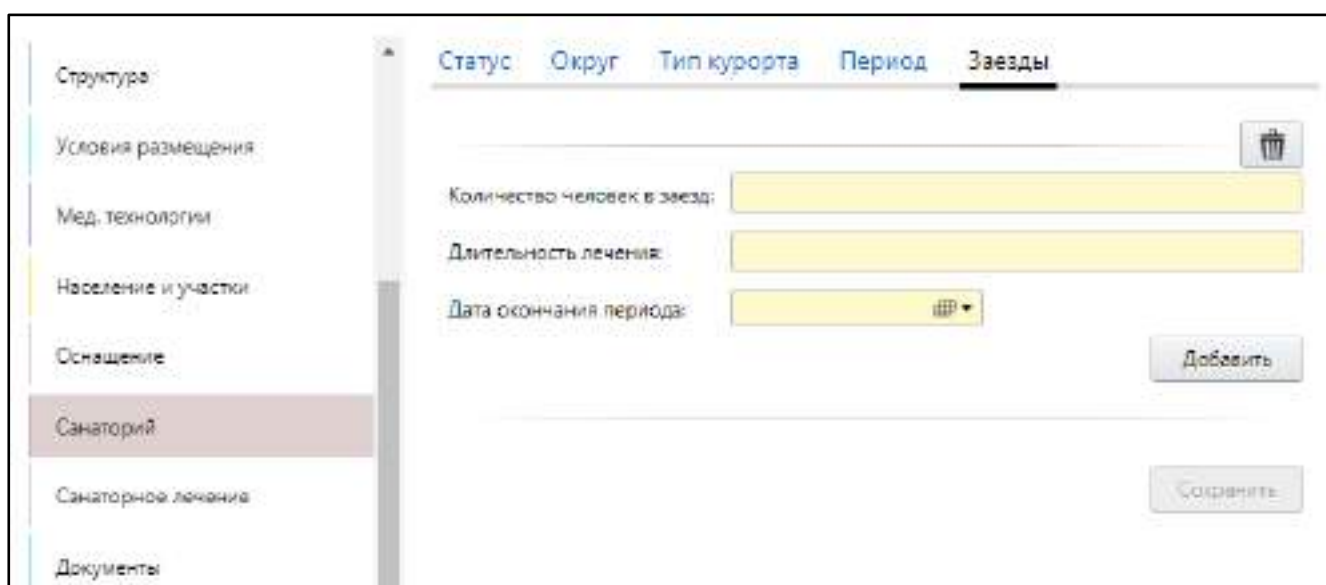 Структура
Условия размещения
Мед. технологии
Население и участки
Оснащение
Санаторий
Санаторное лечение
Документы
Статус Округ Тип курорта Период Заезды
Количество человек в заезд:
Длительность лечения:
Дата окончания периода:
Добавить
Сохранить